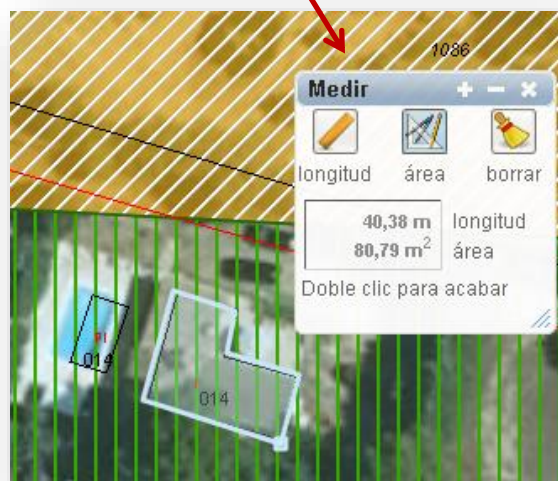 1086
Medir
longitud área borrar
40,38 m longitud
80,79 m² área
Doble clic para acabar
PI
014
014